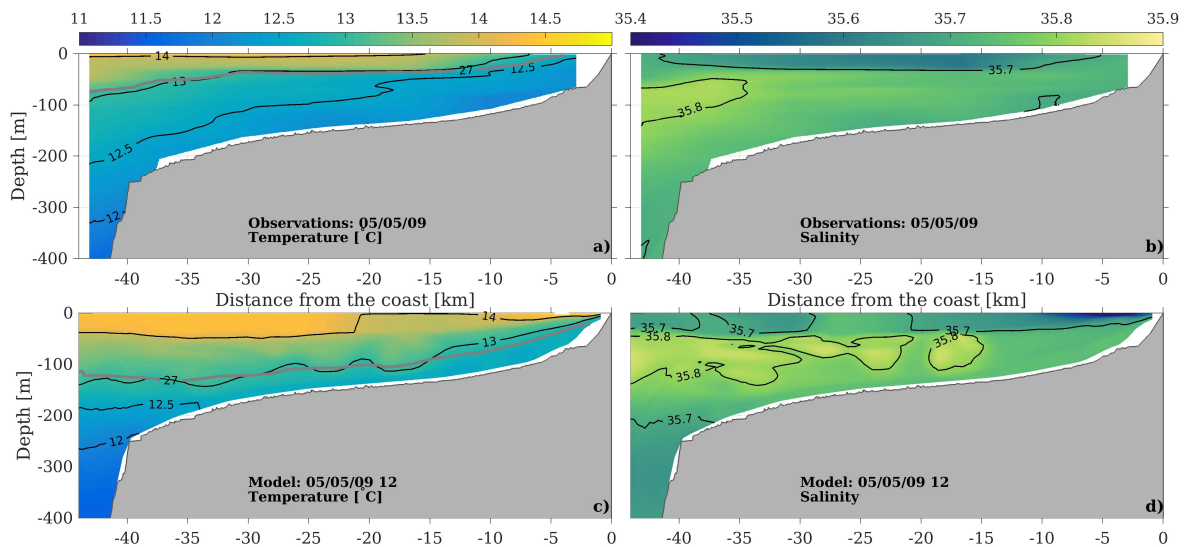 11 11.5 12 12.5 13 13.5 14 14.5
35.4 35.5 35.6 35.7 35.8 35.9
0
-100
-200
-300
-400
Depth [m]
14
13
27
12.5
12.5
12
Observations: 05/05/09
Temperature [°C]
a)
-40 -35 -30 -25 -20 -15 -10 -5 0
Distance from the coast [km]
35.7
35.8
Observations: 05/05/09
Salinity
b)
-40 -35 -30 -25 -20 -15 -10 -5 0
Distance from the coast [km]
0
-100
-200
-300
-400
Depth [m]
14
13
27
12.5
12
Model: 05/05/09 12
Temperature [°C]
c)
-40 -35 -30 -25 -20 -15 -10 -5 0
35.7
35.7
35.7
35.8
35.8
35.8
35.7
Model: 05/05/09 12
Salinity
d)
-40 -35 -30 -25 -20 -15 -10 -5 0